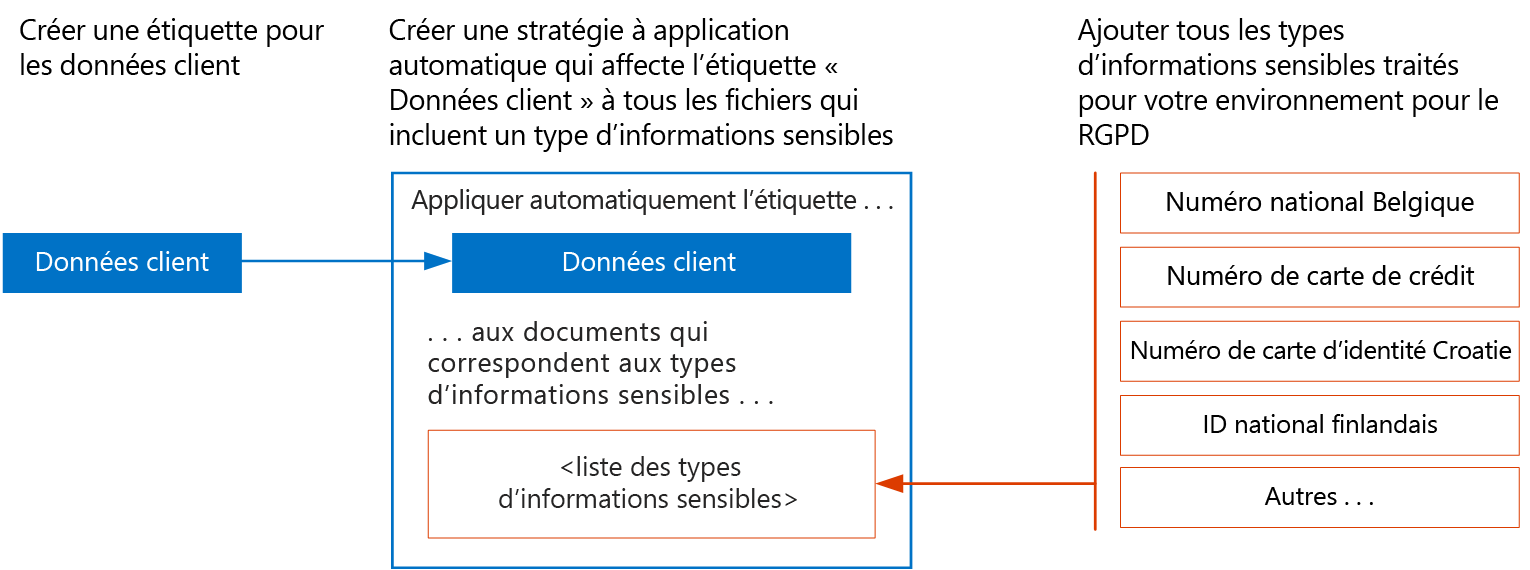 Créer une étiquette pour
les données client
Créer une stratégie à application
automatique qui affecte l’étiquette «
Données client » à tous les fichiers qui
incluent un type d’informations sensibles
Ajouter tous les types
d’informations sensibles traités
pour votre environnement pour le
RGPD
Données client
Appliquer automatiquement l’étiquette . . .
Données client
. . . aux documents qui
correspondent aux types
d’informations sensibles . . .
<liste des types
d’informations sensibles>
Numéro national Belgique
Numéro de carte de crédit
Numéro de carte d’identité Croatie
ID national finlandais
Autres . . .